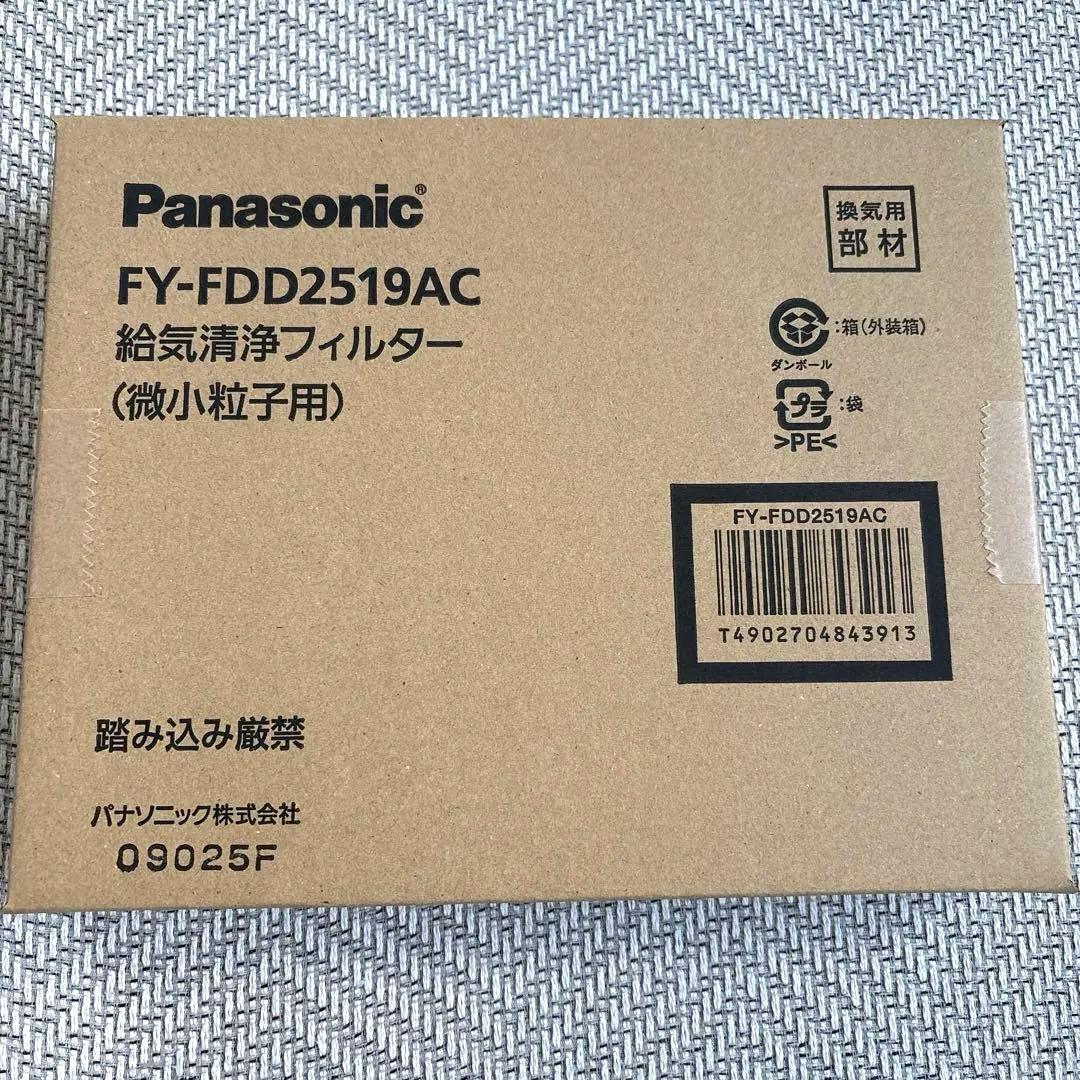 Panasonic®
FY-FDD2519AC
給気清浄フィルター
(微小粒子用)
換気用
部材
:箱(外装箱)
ダンボール
プラ :袋
>PE<
FY-FDD2519AC
T4902704843913
踏み込み厳禁
パナソニック株式会社
09025F